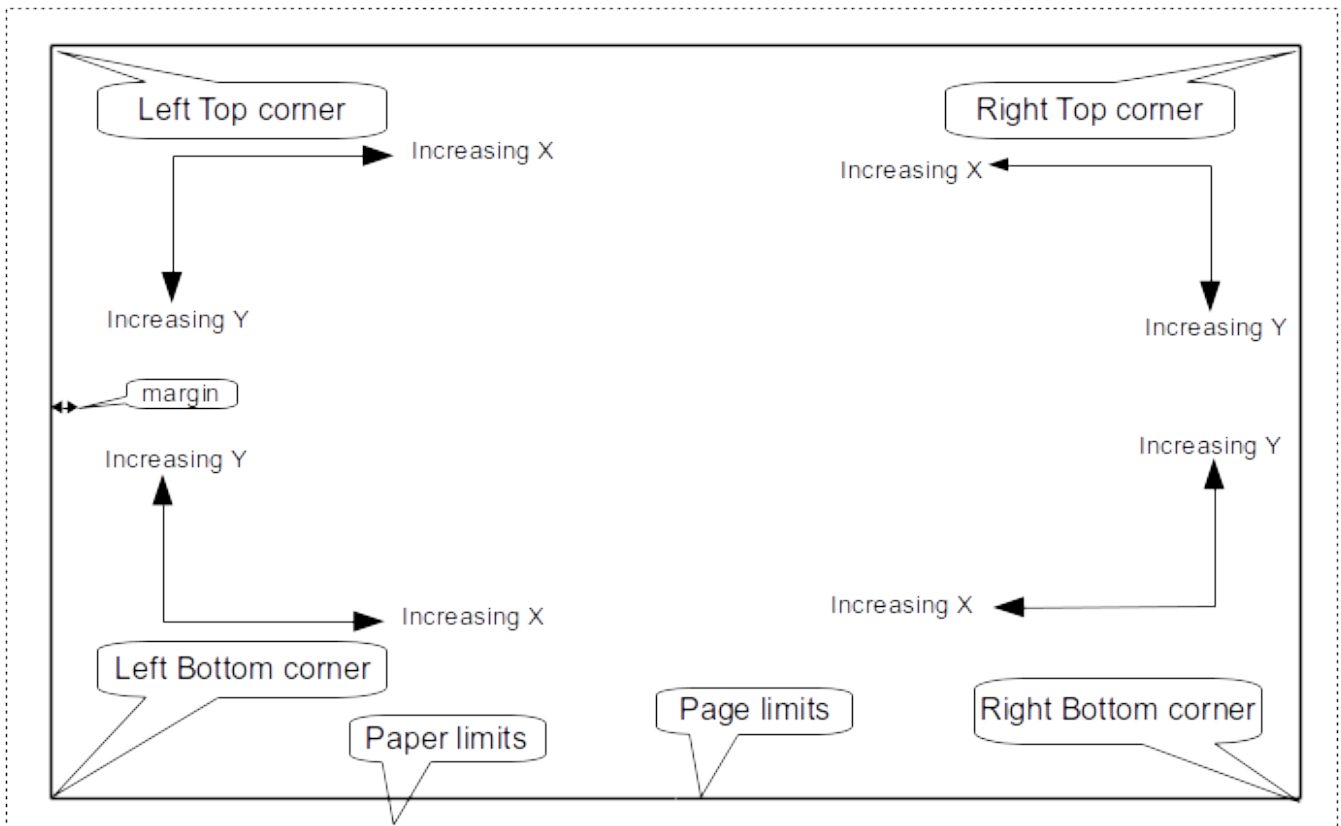 Left Top corner
Right Top corner
Increasing X
Increasing X
Increasing Y
Increasing Y
margin
Increasing Y
Increasing Y
Increasing X
Increasing X
Left Bottom corner
Page limits
Right Bottom corner
Paper limits